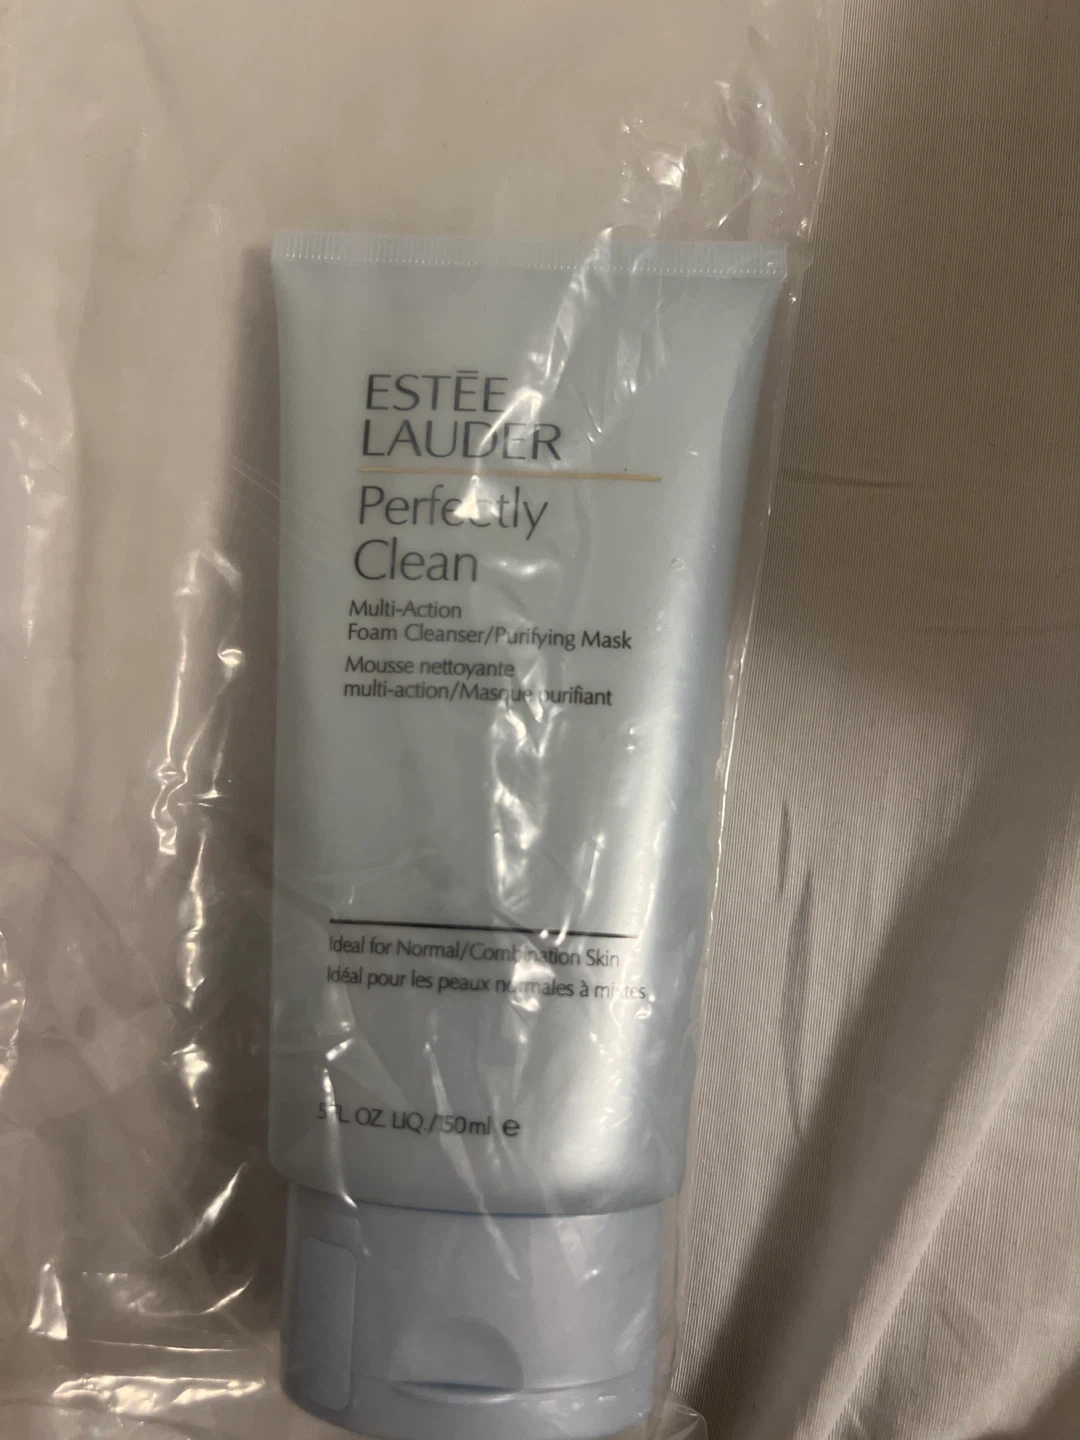 ESTĒE
LAUDER
Perfectly
Clean
Multi-Action
Foam Cleanser/Purifying Mask
Mousse nettoyante
multi-action/Masque purifiant
Ideal for Normal/Combination Skin
Idéal pour les peaux normales à mixtes
5 FL. OZ. LIQ./150ml e